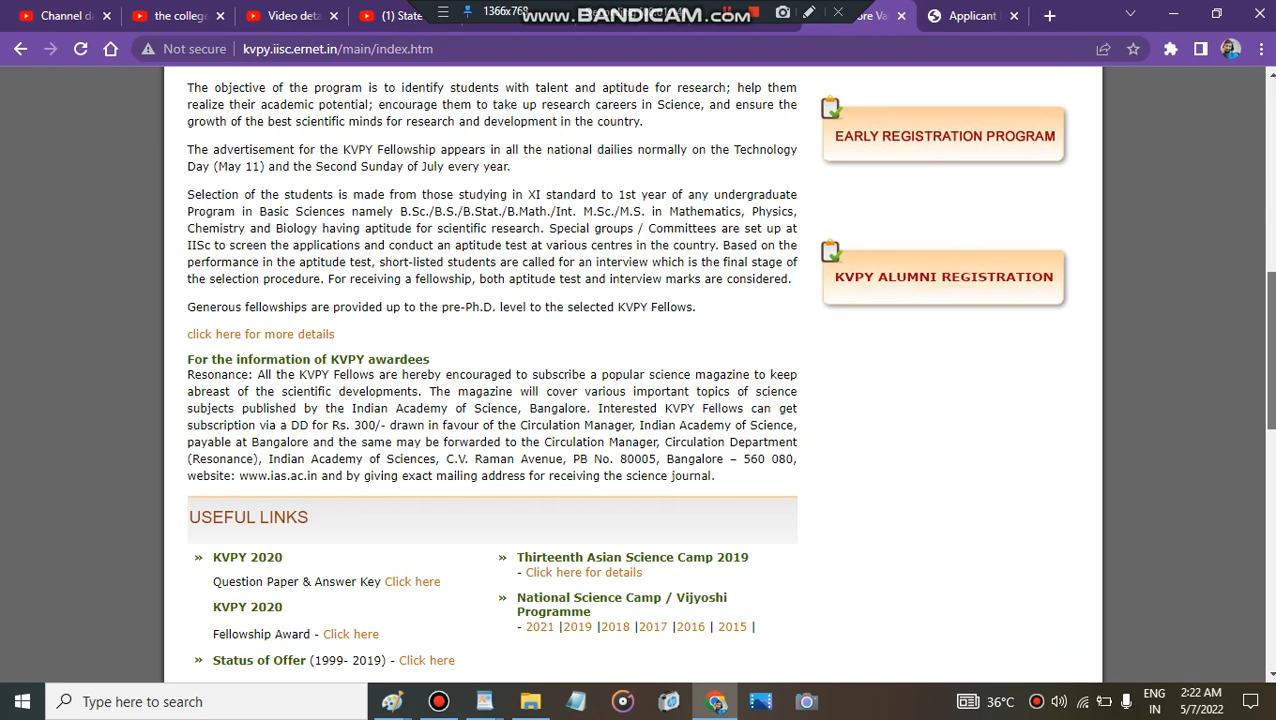 Channel da
the college
Video deta
(1) State
1366x768
www.BANDICAM.com
ore Va
Applicant
Not secure
kvpy.iisc.ernet.in/main/index.htm
The objective of the program is to identify students with talent and aptitude for research; help them
realize their academic potential; encourage them to take up research careers in Science, and ensure the
growth of the best scientific minds for research and development in the country.
The advertisement for the KVPY Fellowship appears in all the national dailies normally on the Technology
Day (May 11) and the Second Sunday of July every year.
Selection of the students is made from those studying in XI standard to 1st year of any undergraduate
Program in Basic Sciences namely B.Sc./B.S./B.Stat./B.Math./Int. M.Sc./M.S. in Mathematics, Physics,
Chemistry and Biology having aptitude for scientific research. Special groups / Committees are set up at
IISc to screen the applications and conduct an aptitude test at various centres in the country. Based on the
performance in the aptitude test, short-listed students are called for an interview which is the final stage of
the selection procedure. For receiving a fellowship, both aptitude test and interview marks are considered.
Generous fellowships are provided up to the pre-Ph.D. level to the selected KVPY Fellows.
click here for more details
For the information of KVPY awardees
Resonance: All the KVPY Fellows are hereby encouraged to subscribe a popular science magazine to keep
abreast of the scientific developments. The magazine will cover various important topics of science
subjects published by the Indian Academy of Science, Bangalore. Interested KVPY Fellows can get
subscription via a DD for Rs. 300/- drawn in favour of the Circulation Manager, Indian Academy of Science,
payable at Bangalore and the same may be forwarded to the Circulation Manager, Circulation Department
(Resonance), Indian Academy of Sciences, C.V. Raman Avenue, PB No. 80005, Bangalore – 560 080,
website: www.ias.ac.in and by giving exact mailing address for receiving the science journal.
EARLY REGISTRATION PROGRAM
KVPY ALUMNI REGISTRATION
USEFUL LINKS
» KVPY 2020
Question Paper & Answer Key Click here
KVPY 2020
Fellowship Award - Click here
» Status of Offer (1999- 2019) - Click here
» Thirteenth Asian Science Camp 2019
- Click here for details
» National Science Camp / Vijyoshi
Programme
- 2021 |2019 |2018 |2017 |2016 | 2015 |
Type here to search
36°C
ENG
IN
2:22 AM
5/7/2022